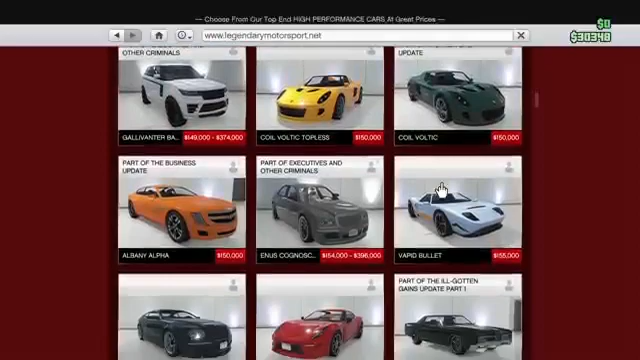 — Choose From Our Top End HIGH PERFORMANCE CARS At Great Prices —
$0
$30348
www.legendarymotorsport.net
OTHER CRIMINALS
UPDATE
GALLIVANTER BA...
$149,000 - $374,000
COIL VOLTIC TOPLESS
$150,000
COIL VOLTIC
$150,000
PART OF THE BUSINESS
UPDATE
PART OF EXECUTIVES AND
OTHER CRIMINALS
ALBANY ALPHA
$150,000
ENUS COGNOSC...
$154,000 - $396,000
VAPID BULLET
$155,000
PART OF THE ILL-GOTTEN
GAINS UPDATE PART I